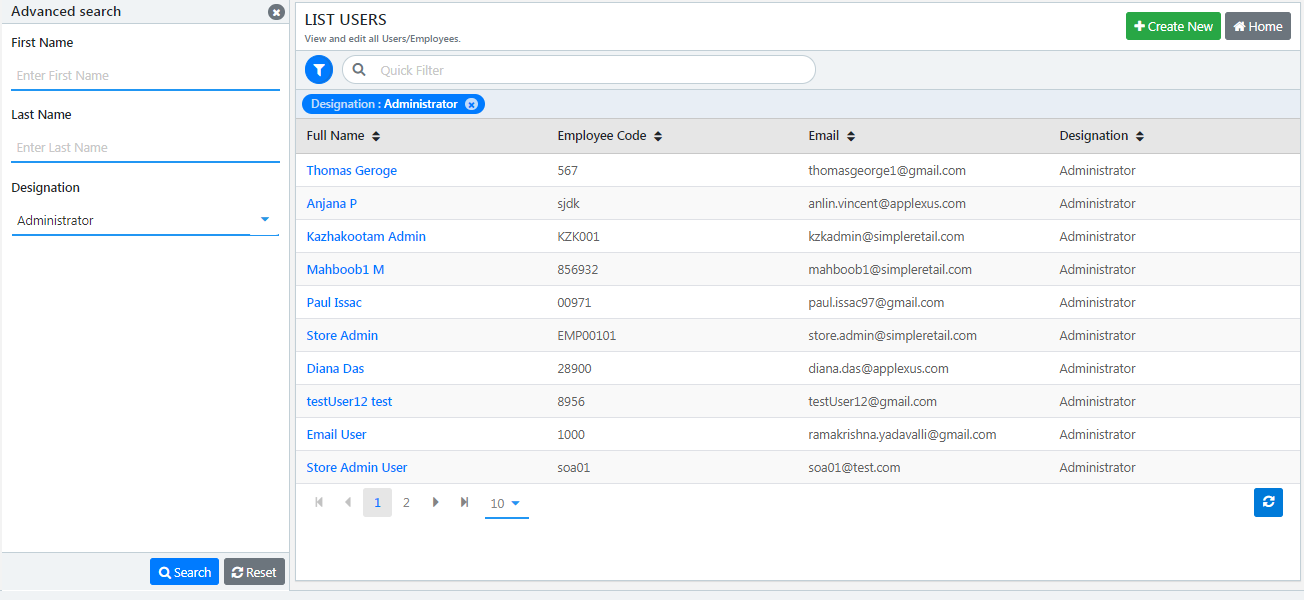 Advanced search
First Name
Enter First Name
Last Name
Enter Last Name
Designation
Administrator
Search Reset
LIST USERS
View and edit all Users/Employees.
Create New Home
Quick Filter
Designation : Administrator
Full Name Employee Code Email Designation
Thomas Geroge 567 thomasgeorge1@gmail.com Administrator
Anjana P sjdk anlin.vincent@applexus.com Administrator
Kazhakootam Admin KZK001 kzkadmin@simpleretail.com Administrator
Mahboob1 M 856932 mahboob1@simpleretail.com Administrator
Paul Issac 00971 paul.issac97@gmail.com Administrator
Store Admin EMP00101 store.admin@simpleretail.com Administrator
Diana Das 28900 diana.das@applexus.com Administrator
testUser12 test 8956 testUser12@gmail.com Administrator
Email User 1000 ramakrishna.yadavalli@gmail.com Administrator
Store Admin User soa01 soa01@test.com Administrator
1 2 10